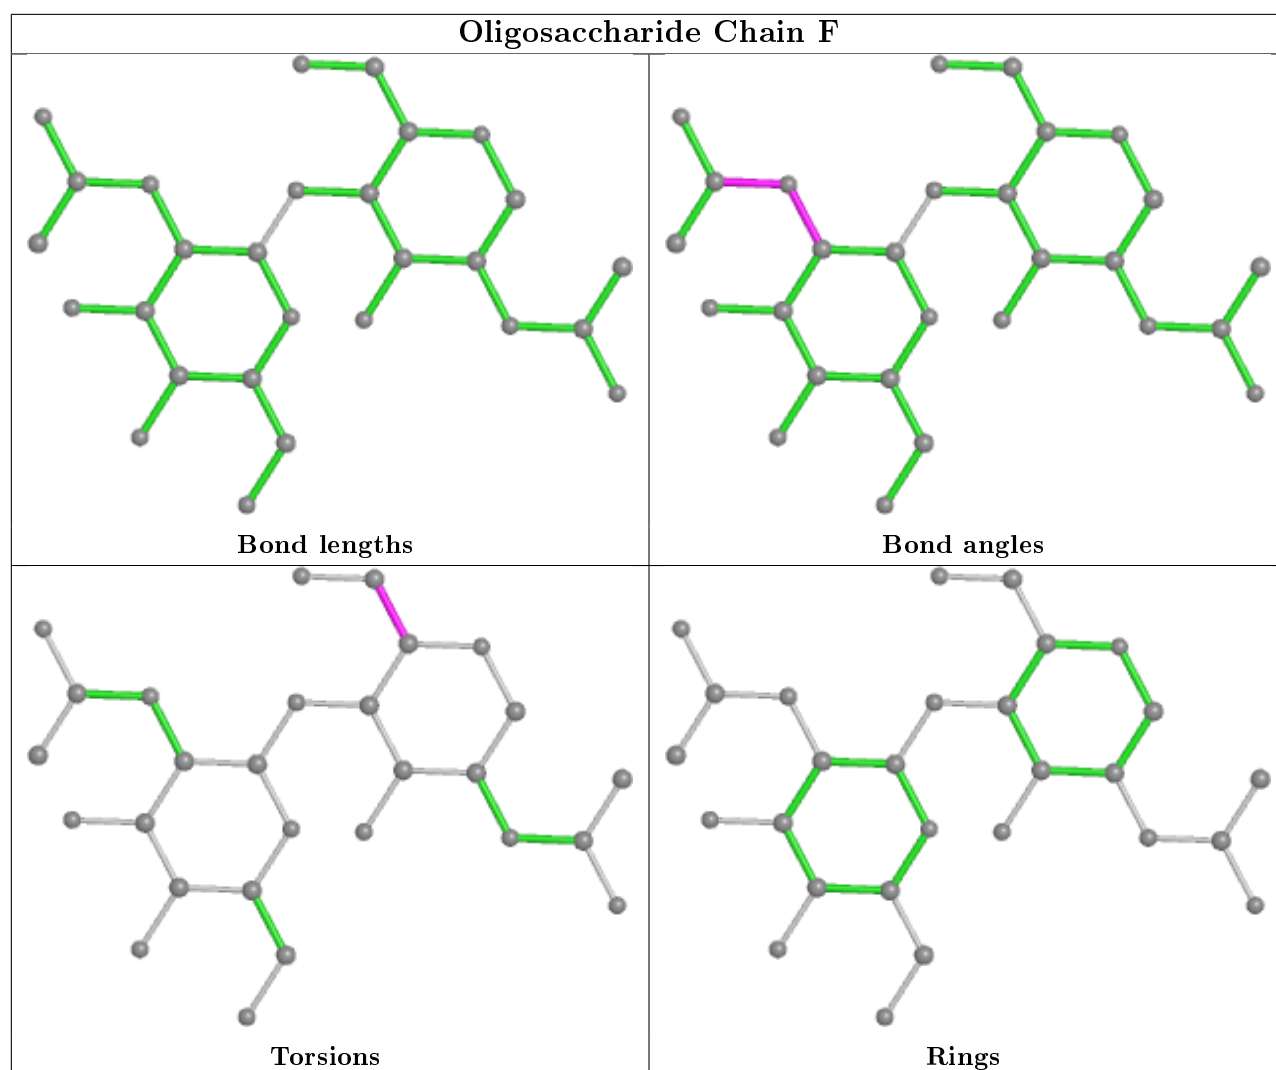 Oligosaccharide Chain F
Bond lengths
Bond angles
Torsions
Rings